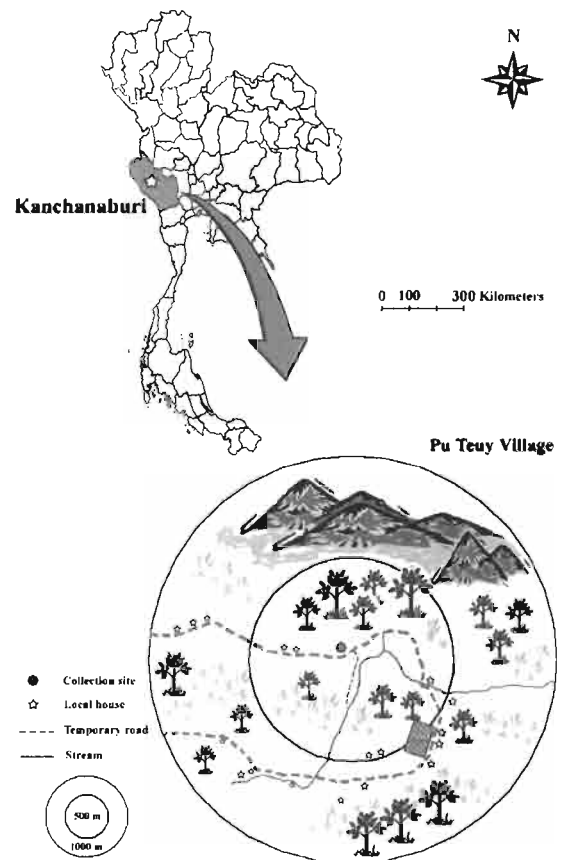 N
Kanchanaburi
0 100 300 Kilometers
Pu Teuy Village
Collection site
Local house
Temporary road
Stream
500 m
1000 m